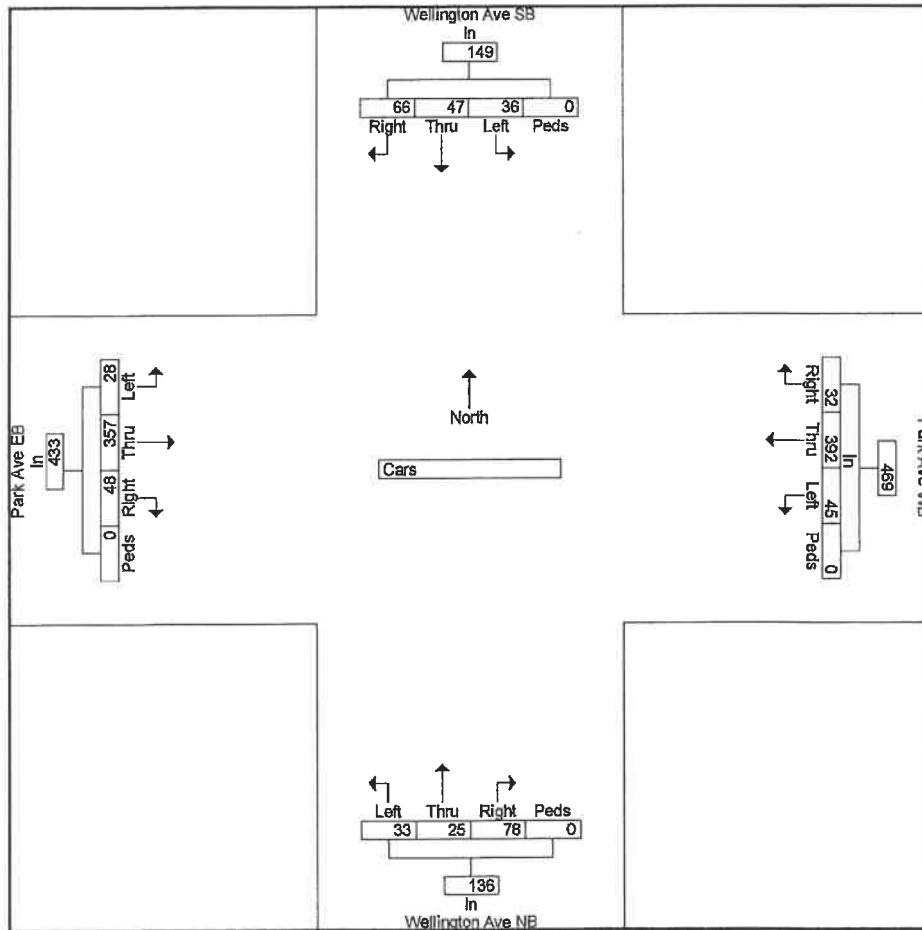 Wellington Ave SB
In
149
66 47 36 0
Right Thru Left Peds
Park Ave EB
In
433
28 357 48 0
Left Thru Right Peds
North
Cars
Right Thru Left Peds
32 392 45 0
In
469
Left Thru Right Peds
33 25 78 0
136
In
Wellington Ave NB